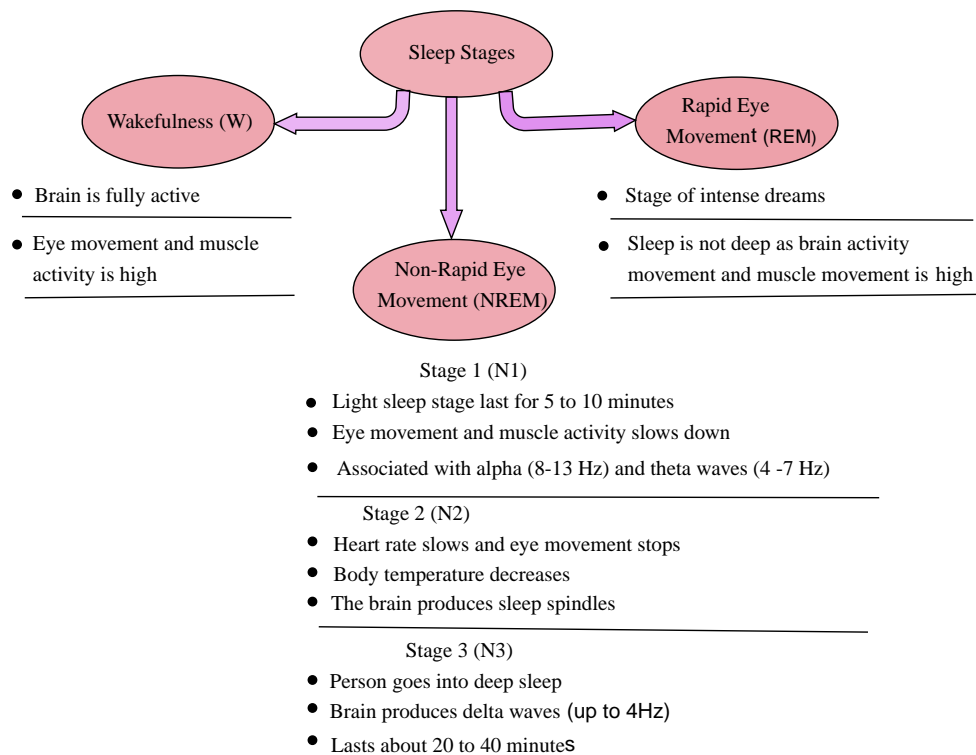 Sleep Stages
Wakefulness (W)
Rapid Eye
Movement (REM)
• Brain is fully active
• Eye movement and muscle
activity is high
• Stage of intense dreams
• Sleep is not deep as brain activity
movement and muscle movement is high
Non-Rapid Eye
Movement (NREM)
Stage 1 (N1)
• Light sleep stage last for 5 to 10 minutes
• Eye movement and muscle activity slows down
• Associated with alpha (8-13 Hz) and theta waves (4 -7 Hz)
Stage 2 (N2)
• Heart rate slows and eye movement stops
• Body temperature decreases
• The brain produces sleep spindles
Stage 3 (N3)
• Person goes into deep sleep
• Brain produces delta waves (up to 4Hz)
• Lasts about 20 to 40 minutes